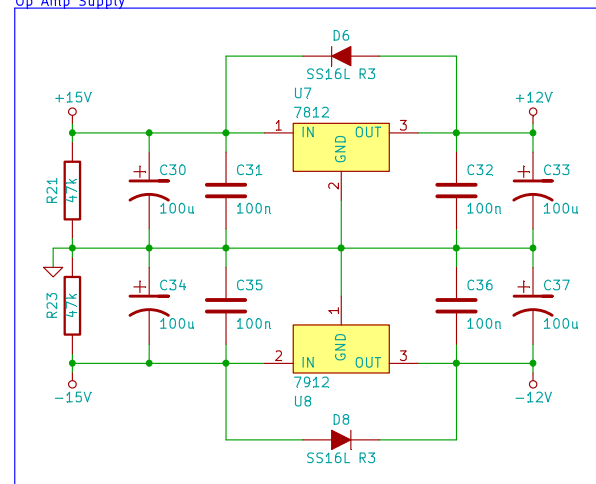 Op Amp Supply
D6
SS16L R3
U7
7812
+15V
+12V
1
IN
OUT
3
GND
2
R21
47k
C30
100u
C31
100n
C32
100n
C33
100u
R23
47k
C34
100u
C35
100n
C36
100n
C37
100u
1
GND
2
IN
OUT
3
7912
U8
-15V
-12V
D8
SS16L R3